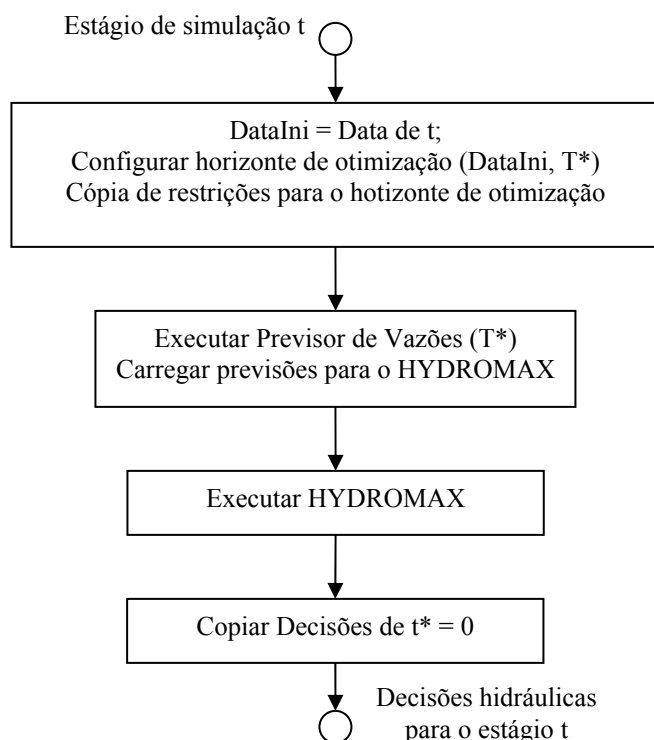 Estágio de simulação t
DataIni = Data de t;
Configurar horizonte de otimização (DataIni, T*)
Cópia de restrições para o hotizonte de otimização
Executar Previsor de Vazões (T*)
Carregar previsões para o HYDROMAX
Executar HYDROMAX
Copiar Decisões de t* = 0
Decisões hidráulicas
para o estágio t